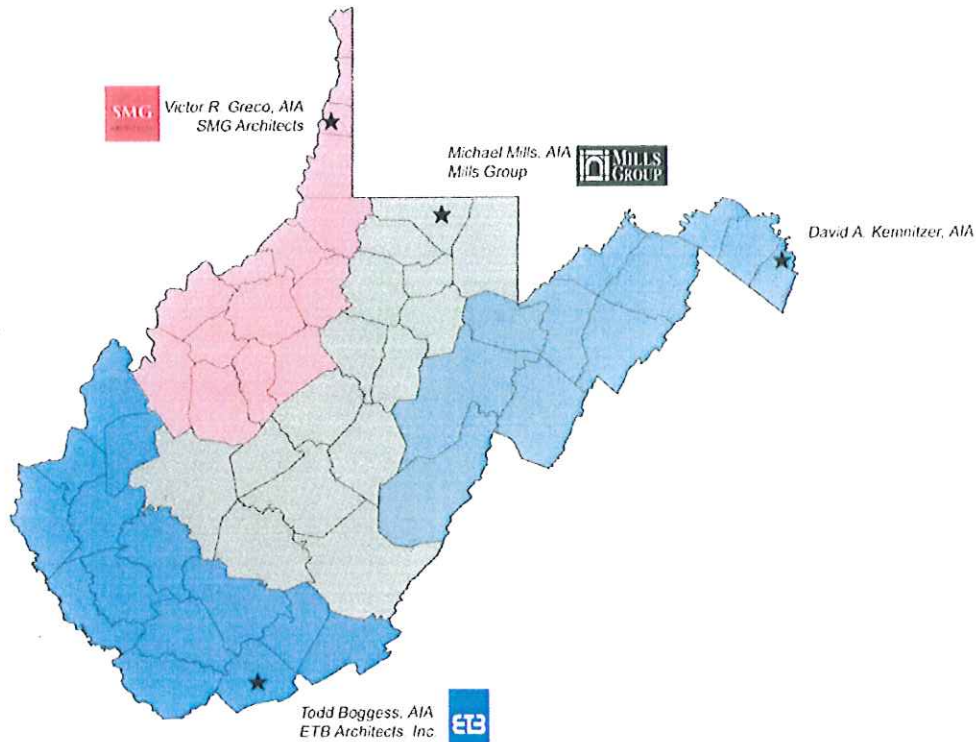 SMG
Victor R. Greco, AIA
SMG Architects
Michael Mills, AIA
Mills Group
MILLS
GROUP
David A. Kemnitzer, AIA
Todd Boggess, AIA
ETB Architects, Inc
ETB